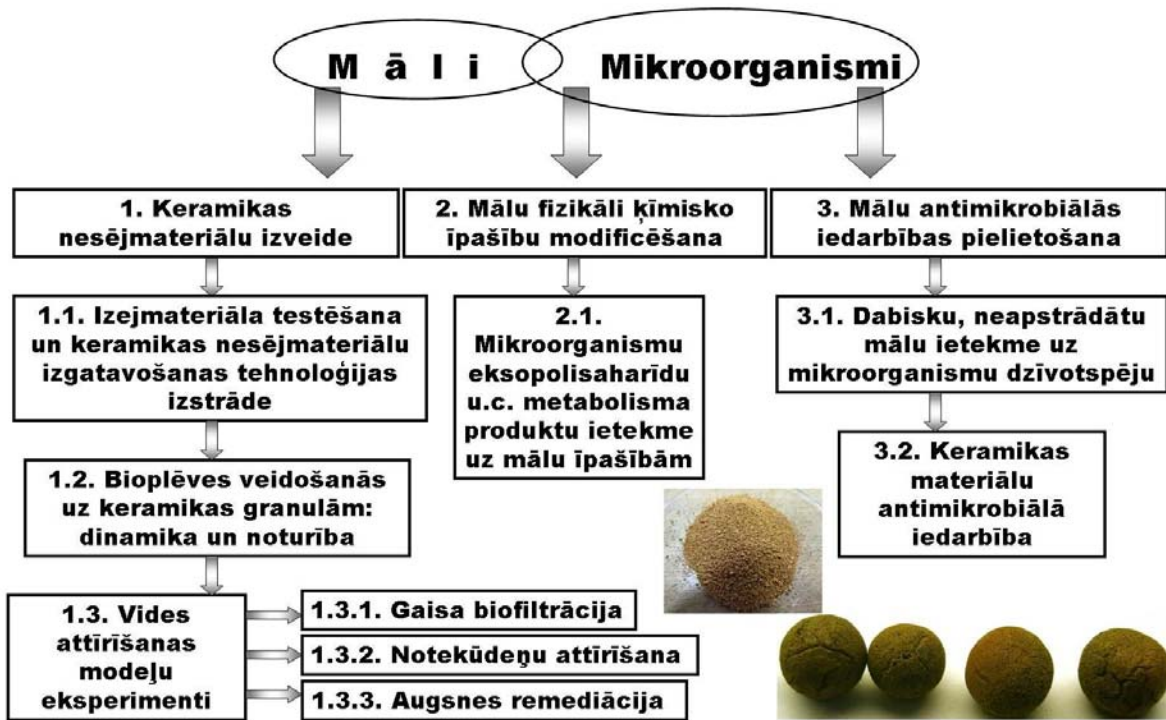 Māli
Mikroorganismi
1. Keramikas
nesējmateriālu izveide
2. Mālu fizikāli ķīmisko
īpašību modificēšana
3. Mālu antimikrobiālās
iedarbības pielietošana
1.1. Izejmateriāla testēšana
un keramikas nesējmateriālu
izgatavošanas tehnoloģijas
izstrāde
2.1.
Mikroorganismu
eksopolisaharīdu
u.c. metabolisma
produktu ietekme
uz mālu īpašībām
3.1. Dabisku, neapstrādātu
mālu ietekme uz
mikroorganismu dzīvotspēju
1.2. Bioplēves veidošanās
uz keramikas granulām:
dinamika un noturība
3.2. Keramikas
materiālu
antimikrobiālā
iedarbība
1.3. Vides
attīrīšanas
modeļu
eksperimenti
1.3.1. Gaisa biofiltrācija
1.3.2. Notekūdeņu attīrīšana
1.3.3. Augsnes remediācija